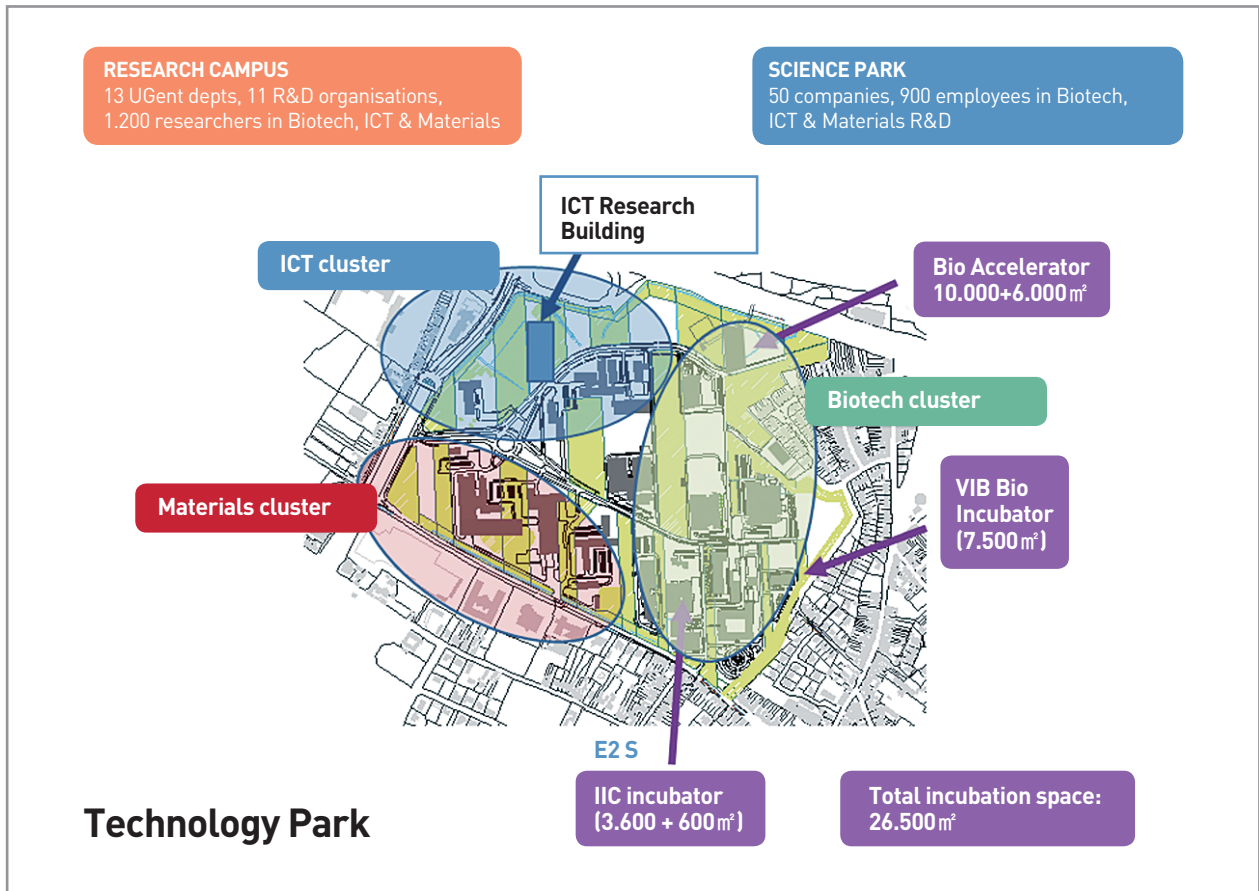 RESEARCH CAMPUS
13 UGent depts, 11 R&D organisations,
1.200 researchers in Biotech, ICT & Materials
SCIENCE PARK
50 companies, 900 employees in Biotech,
ICT & Materials R&D
ICT Research
Building
ICT cluster
Bio Accelerator
10.000+6.000㎡
Biotech cluster
Materials cluster
VIB Bio
Incubator
(7.500㎡)
E2 S
IIC incubator
(3.600 + 600㎡)
Total incubation space:
26.500㎡
Technology Park